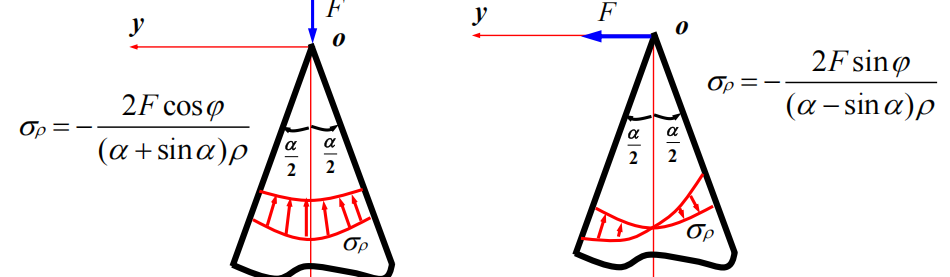 F
y
o
σρ = − 2F cosφ / (α + sinα)ρ
α/2 α/2
σρ
F
y
o
σρ = − 2F sinφ / (α − sinα)ρ
α/2 α/2
σρ